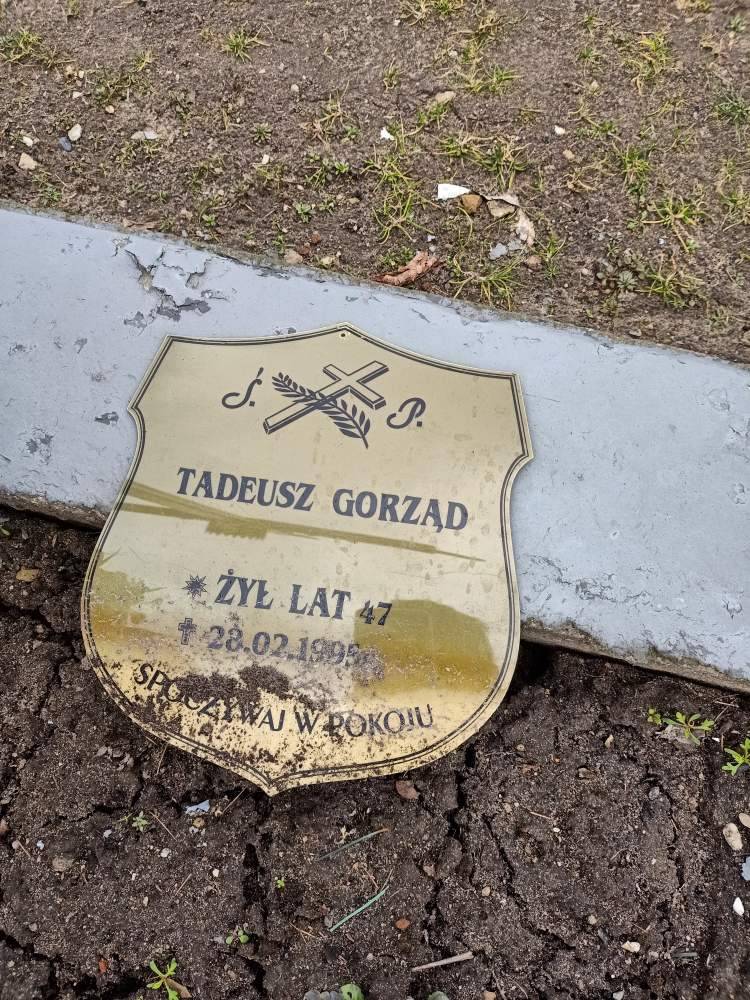 Ś. P.
TADEUSZ GORZĄD
ŻYŁ LAT 47
28.02.1995
SPOCZYWAJ W POKOJU